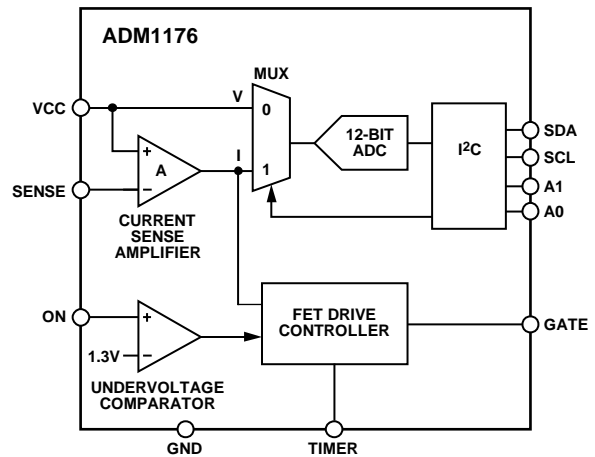 ADM1176
MUX
VCC
V
0
12-BIT
ADC
I²C
SDA
SCL
A1
A0
+
A
−
I
1
SENSE
CURRENT
SENSE
AMPLIFIER
ON
+
1.3V
−
UNDERVOLTAGE
COMPARATOR
FET DRIVE
CONTROLLER
GATE
GND
TIMER